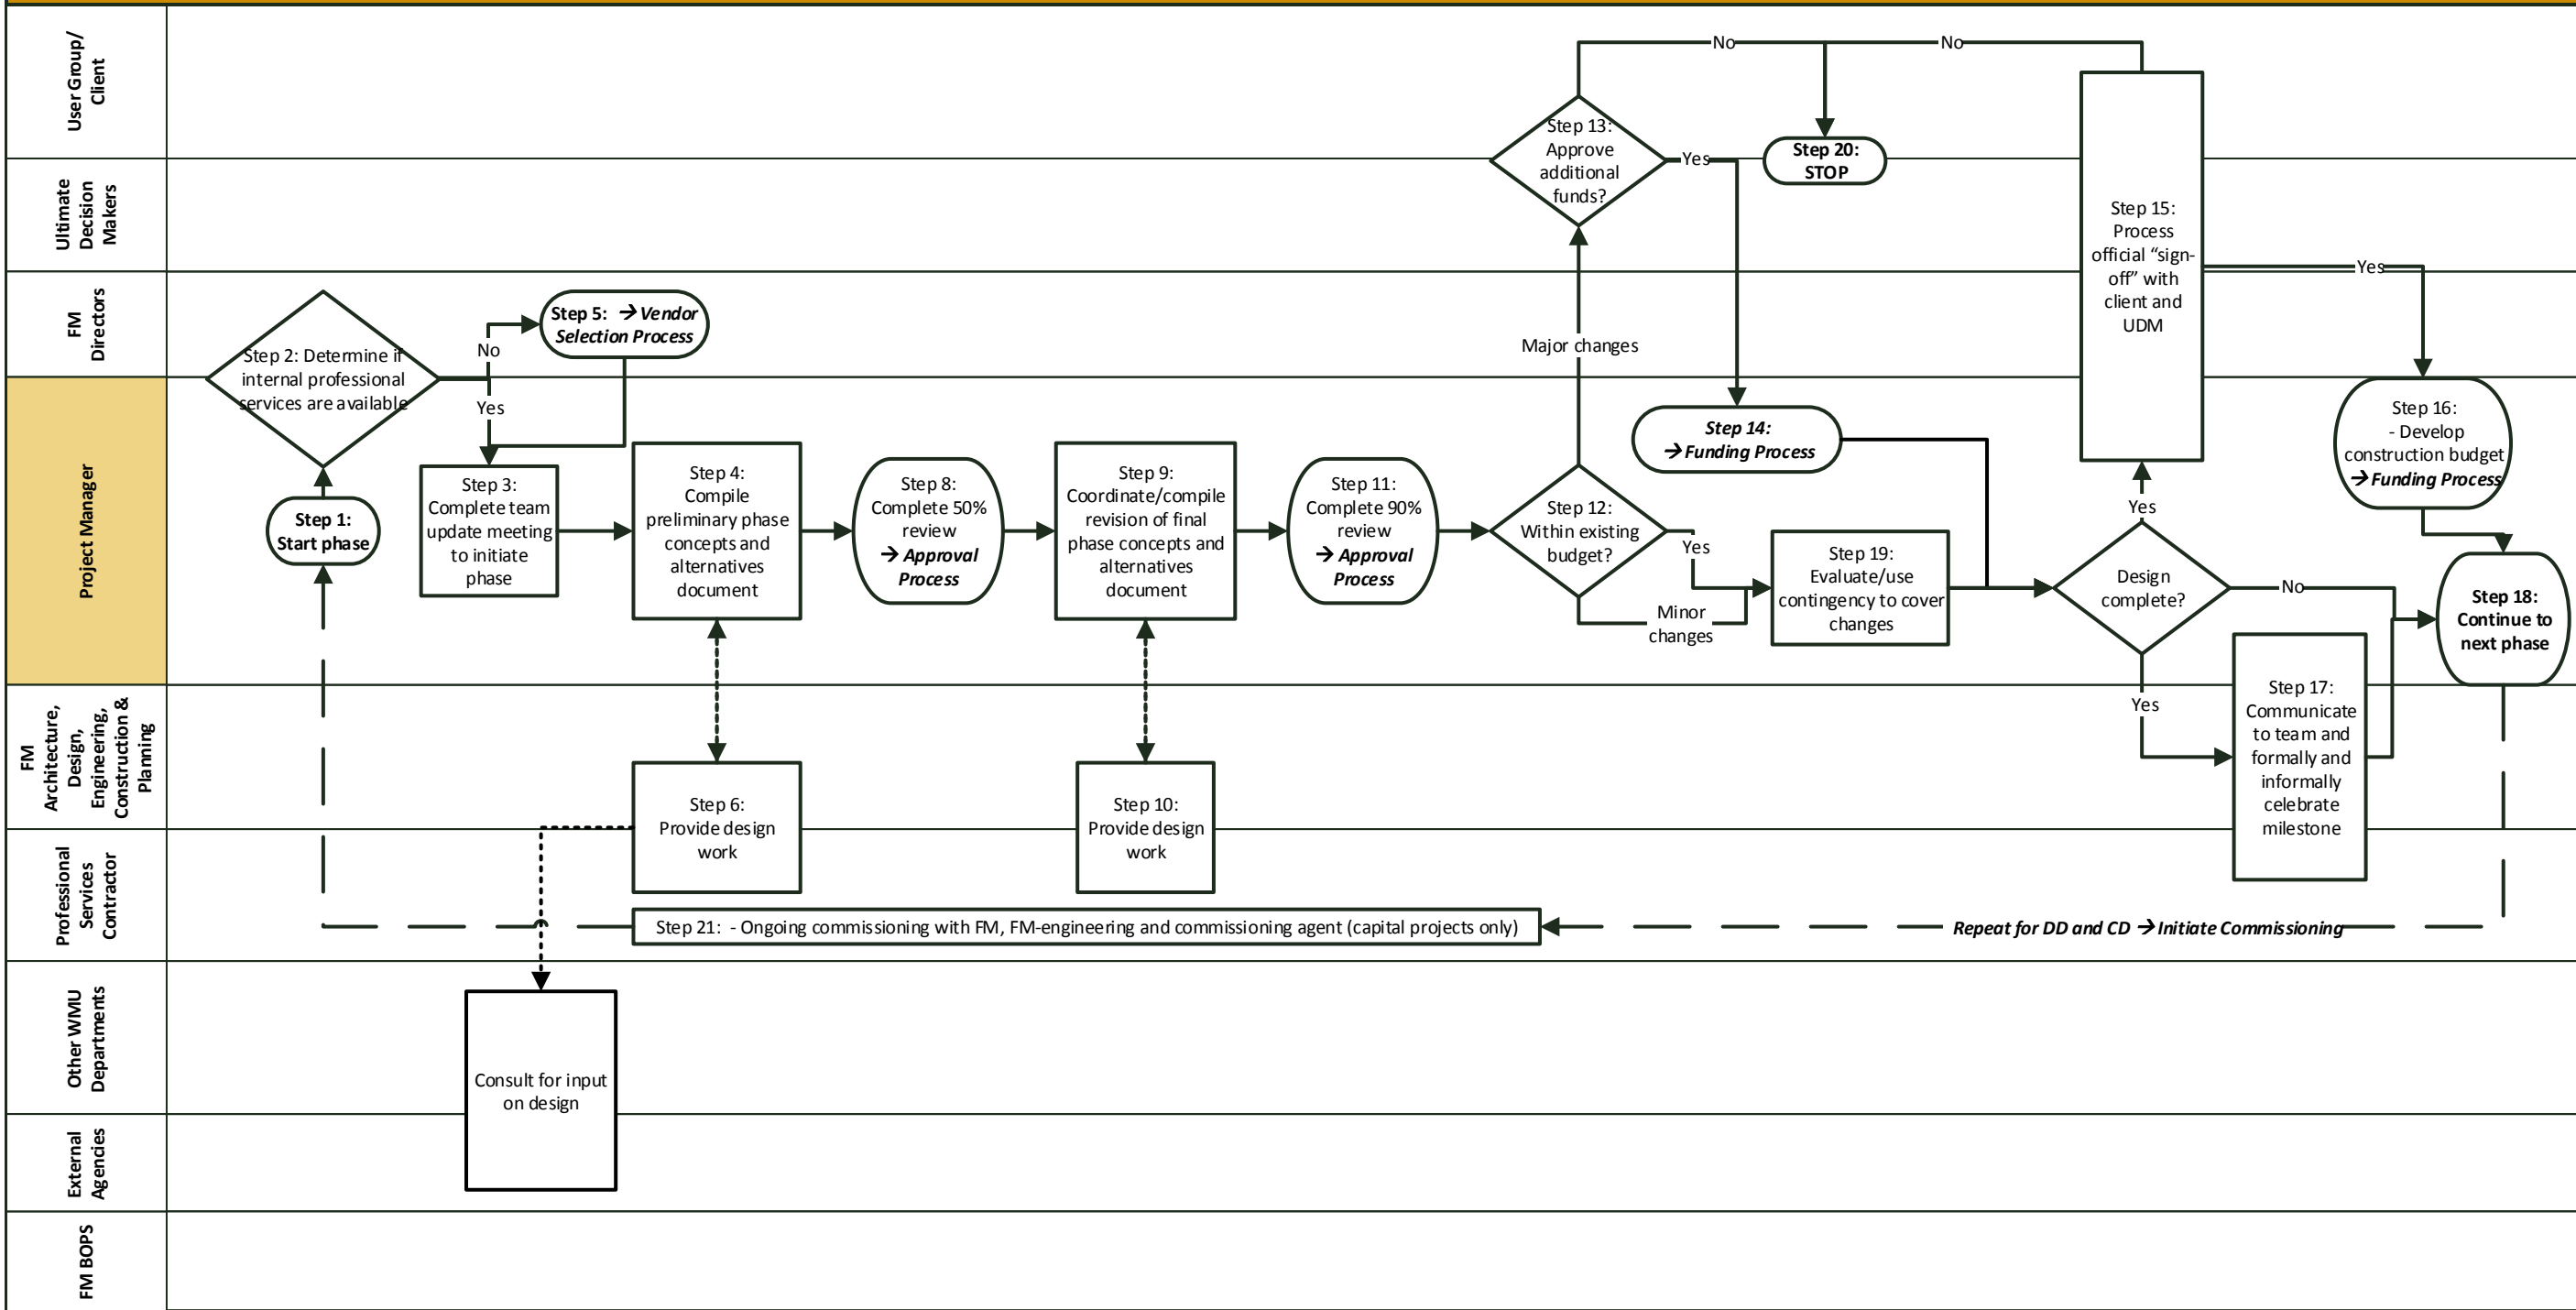 User Group/
Client
Ultimate
Decision
Makers
FM
Directors
Project Manager
FM
Architecture,
Design,
Engineering,
Construction &
Planning
Professional
Services
Contractor
Other WMU
Departments
External
Agencies
FM BOPS
Step 1:
Start phase
Step 2: Determine if
internal professional
services are available
No
Yes
Step 5: → Vendor
Selection Process
Step 3:
Complete team
update meeting
to initiate
phase
Step 4:
Compile
preliminary phase
concepts and
alternatives
document
Step 6:
Provide design
work
Consult for input
on design
Step 8:
Complete 50%
review
→ Approval
Process
Step 9:
Coordinate/compile
revision of final
phase concepts and
alternatives
document
Step 10:
Provide design
work
Step 11:
Complete 90%
review
→ Approval
Process
Step 12:
Within existing
budget?
Major changes
Yes
Minor
changes
Step 13:
Approve
additional
funds?
No
No
Yes
Step 20:
STOP
Step 14:
→ Funding Process
Step 19:
Evaluate/use
contingency to cover
changes
Design
complete?
Yes
No
Yes
Step 15:
Process
official “sign-
off” with
client and
UDM
Yes
Step 16:
- Develop
construction budget
→ Funding Process
Step 17:
Communicate
to team and
formally and
informally
celebrate
milestone
Step 18:
Continue to
next phase
Repeat for DD and CD → Initiate Commissioning
Step 21: - Ongoing commissioning with FM, FM-engineering and commissioning agent (capital projects only)